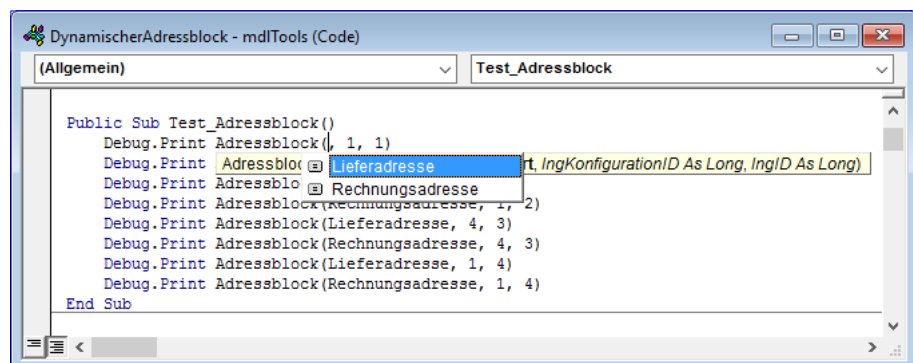 DynamischerAdressblock - mdlTools (Code)
(Allgemein) Test_Adressblock
Public Sub Test_Adressblock()
Debug.Print Adressblock(, 1, 1)
Debug.Print
Lieferadresse
Rechnungsadresse
rt, lngKonfigurationID As Long, lngID As Long)
Debug.Print
Debug.Print Adressblock(Rechnungsadresse, 1, 2)
Debug.Print Adressblock(Lieferadresse, 4, 3)
Debug.Print Adressblock(Rechnungsadresse, 4, 3)
Debug.Print Adressblock(Lieferadresse, 1, 4)
Debug.Print Adressblock(Rechnungsadresse, 1, 4)
End Sub